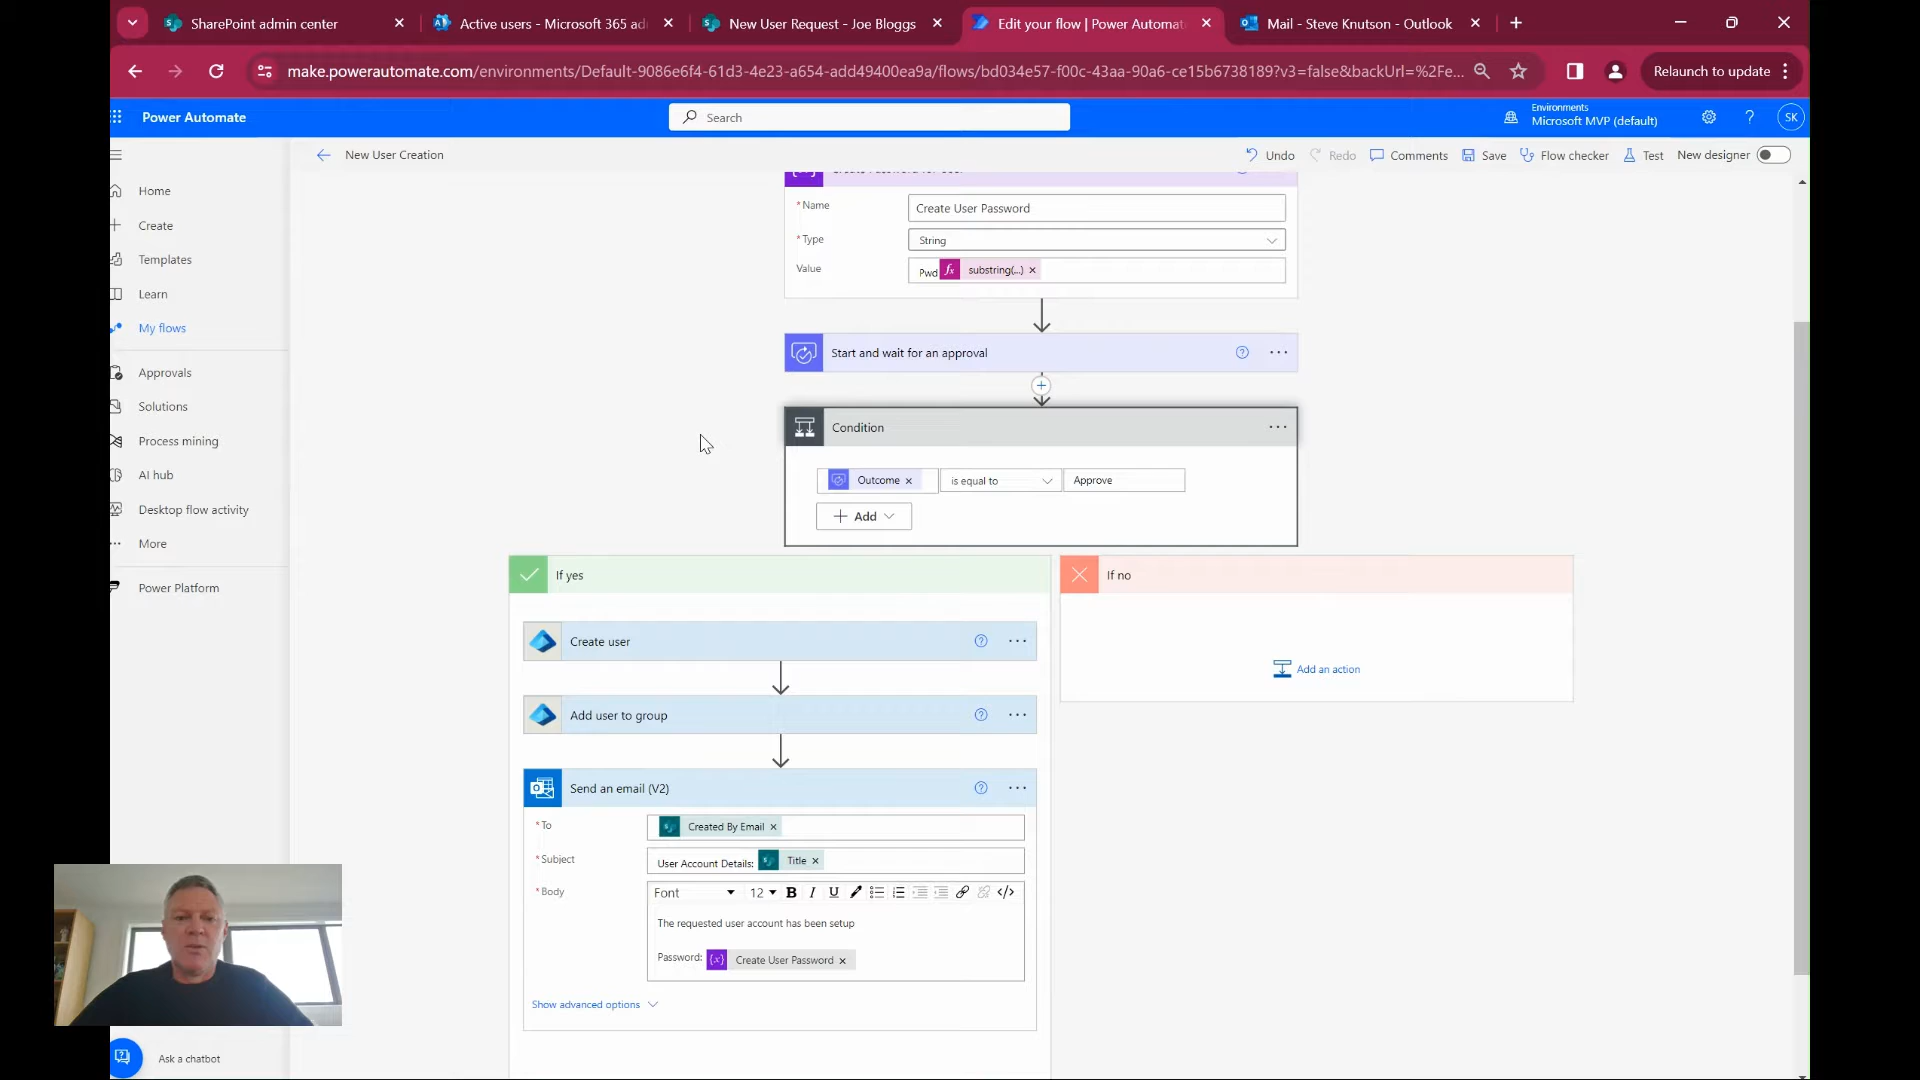 SharePoint admin center
Active users - Microsoft 365 ad
New User Request - Joe Bloggs
Edit your flow | Power Automat
Mail - Steve Knutson - Outlook
make.powerautomate.com/environments/Default-9086e6f4-61d3-4e23-a654-add49400ea9a/flows/bd034e57-f00c-43aa-90a6-ce15b6738189?v3=false&backUrl=%2Fe...
Relaunch to update
Power Automate
Search
Environments
Microsoft MVP (default)
SK
New User Creation
Undo
Redo
Comments
Save
Flow checker
Test
New designer
Home
Create
Templates
Learn
My flows
Approvals
Solutions
Process mining
AI hub
Desktop flow activity
More
Power Platform
Ask a chatbot
* Name
Create User Password
* Type
String
Value
Pwd
fx substring(...)
Start and wait for an approval
Condition
Outcome
is equal to
Approve
Add
If yes
Create user
Add user to group
Send an email (V2)
* To
Created By Email
* Subject
User Account Details:
Title
* Body
Font
12
B I U
</>
The requested user account has been setup
Password: {x} Create User Password
Show advanced options
If no
Add an action